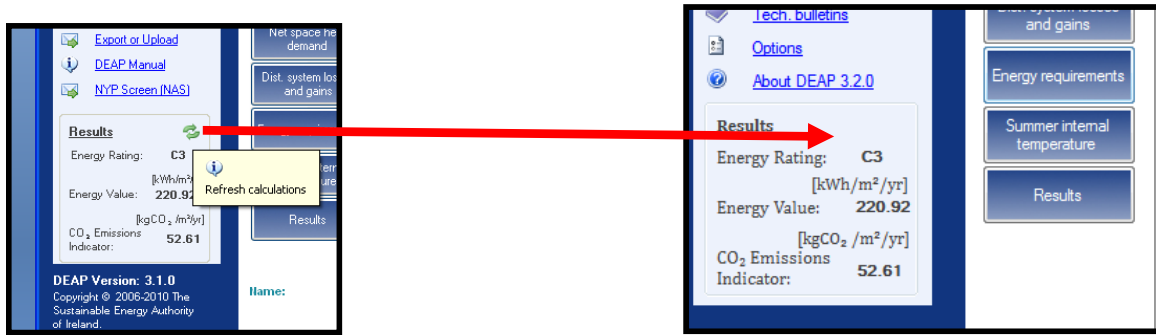 Export or Upload
DEAP Manual
NYP Screen (NAS)
Results
Energy Rating: C3
Energy Value: 220.92
[kgCO₂ /m²/yr]
CO₂ Emissions
Indicator: 52.61
DEAP Version: 3.1.0
Copyright © 2006-2010 The
Sustainable Energy Authority
of Ireland.
Net space
demand
Dist. system
and gains
Refresh calculations
Results
Name:
Tech. bulletins
Options
About DEAP 3.2.0
Results
Energy Rating: C3
[kWh/m²/yr]
Energy Value: 220.92
[kgCO₂ /m²/yr]
CO₂ Emissions
Indicator: 52.61
and gains
Energy requirements
Summer internal
temperature
Results